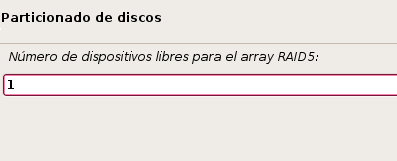 Particionado de discos
Número de dispositivos libres para el array RAID5:
1